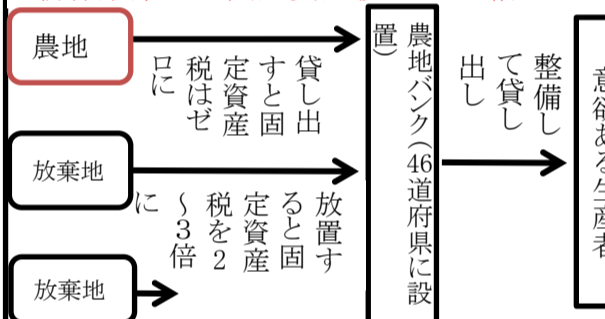 農地
貸し出
すと固
定資産
税はゼ
ロに
放棄地
放置す
ると固
定資産
税を2
～3倍
に
放棄地
農地バンク(46道府県に設
置)
整備し
て貸し
出し
意欲ある生産者